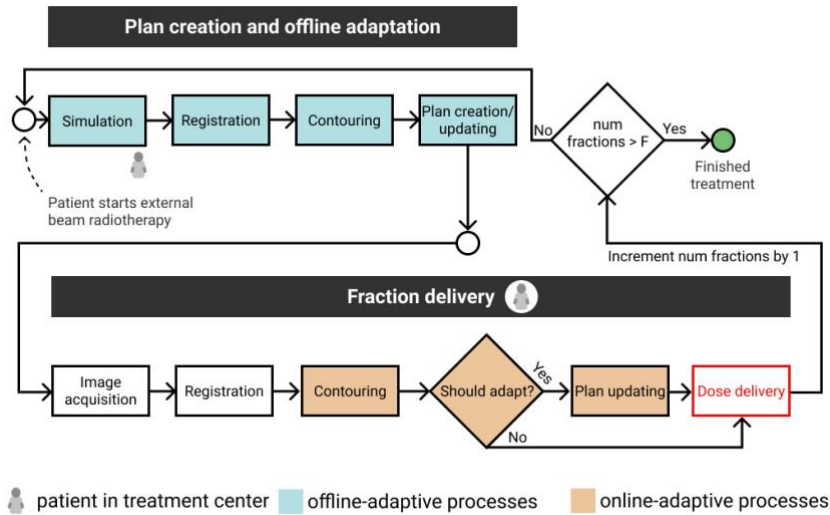 Plan creation and offline adaptation
Simulation
Registration
Contouring
Plan creation/
updating
No
num
fractions > F
Yes
Finished
treatment
Patient starts external
beam radiotherapy
Increment num fractions by 1
Fraction delivery
Image
acquisition
Registration
Contouring
Should adapt?
Yes
Plan updating
Dose delivery
No
patient in treatment center
offline-adaptive processes
online-adaptive processes